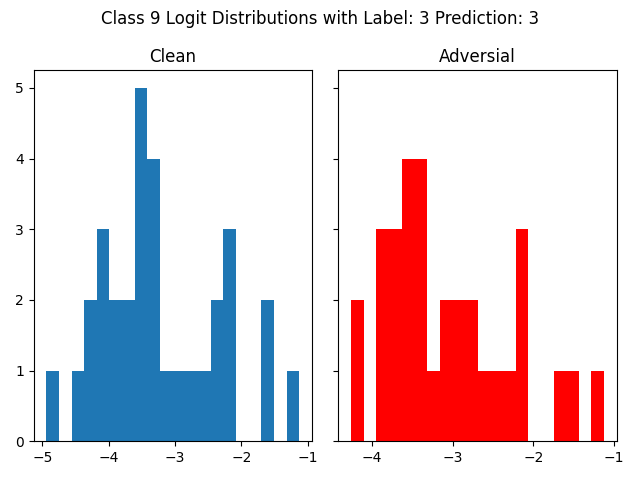 Class 9 Logit Distributions with Label: 3 Prediction: 3
Clean
Adversial
5
4
3
2
1
0
−5 −4 −3 −2 −1
−4 −3 −2 −1